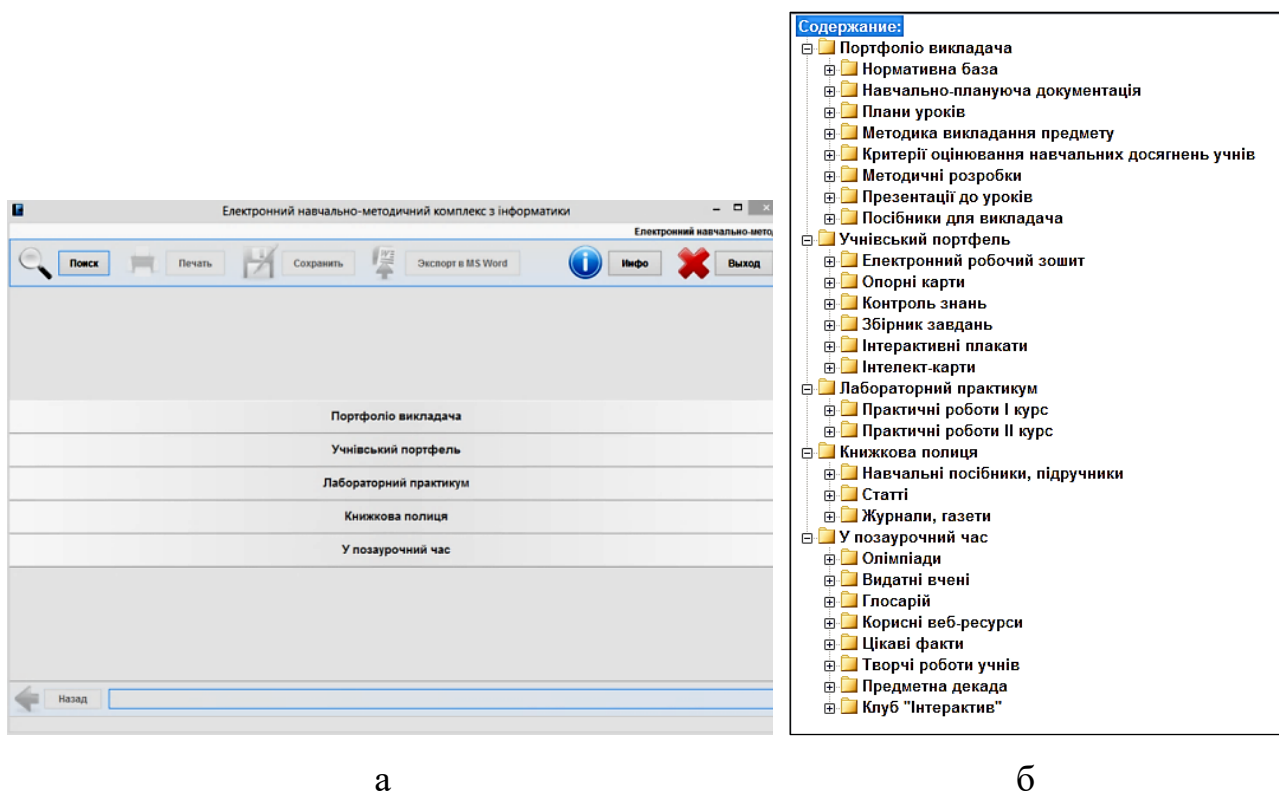 Електронний навчально-методичний комплекс з інформатики
Електронний навчально-мето
Поиск Печать Сохранить Экспорт в MS Word Инфо Выход
Портфоліо викладача
Учнівський портфель
Лабораторний практикум
Книжкова полиця
У позаурочний час
Назад
а
Содержание:
Портфоліо викладача
Нормативна база
Навчально-плануюча документація
Плани уроків
Методика викладання предмету
Критерії оцінювання навчальних досягнень учнів
Методичні розробки
Презентації до уроків
Посібники для викладача
Учнівський портфель
Електронний робочий зошит
Опорні карти
Контроль знань
Збірник завдань
Інтерактивні плакати
Інтелект-карти
Лабораторний практикум
Практичні роботи І курс
Практичні роботи ІІ курс
Книжкова полиця
Навчальні посібники, підручники
Статті
Журнали, газети
У позаурочний час
Олімпіади
Видатні вчені
Глосарій
Корисні веб-ресурси
Цікаві факти
Творчі роботи учнів
Предметна декада
Клуб "Інтерактив"
б